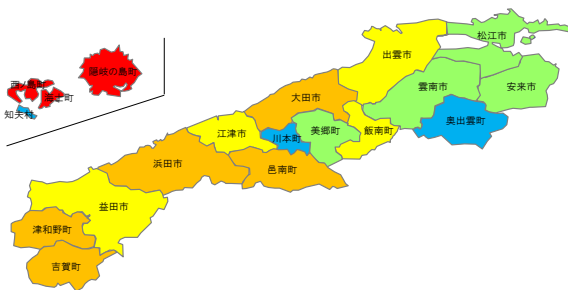 松江市
出雲市
隠岐の島町
西ノ島町
海士町
知夫村
安来市
雲南市
大田市
奥出雲町
飯南町
美郷町
川本町
江津市
浜田市
邑南町
益田市
津和野町
吉賀町